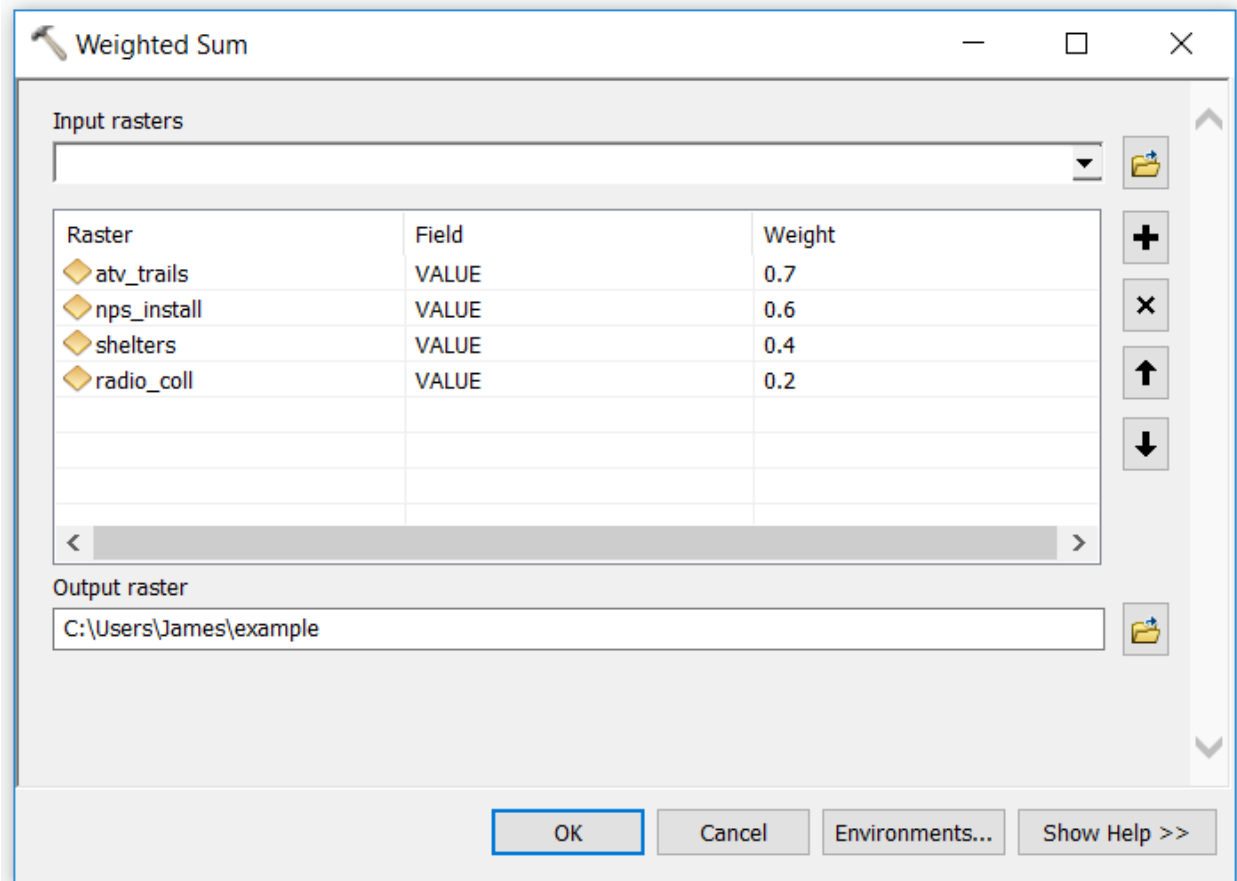 Weighted Sum
Input rasters
Raster Field Weight
atv_trails VALUE 0.7
nps_install VALUE 0.6
shelters VALUE 0.4
radio_coll VALUE 0.2
Output raster
C:\Users\James\example
OK Cancel Environments... Show Help >>